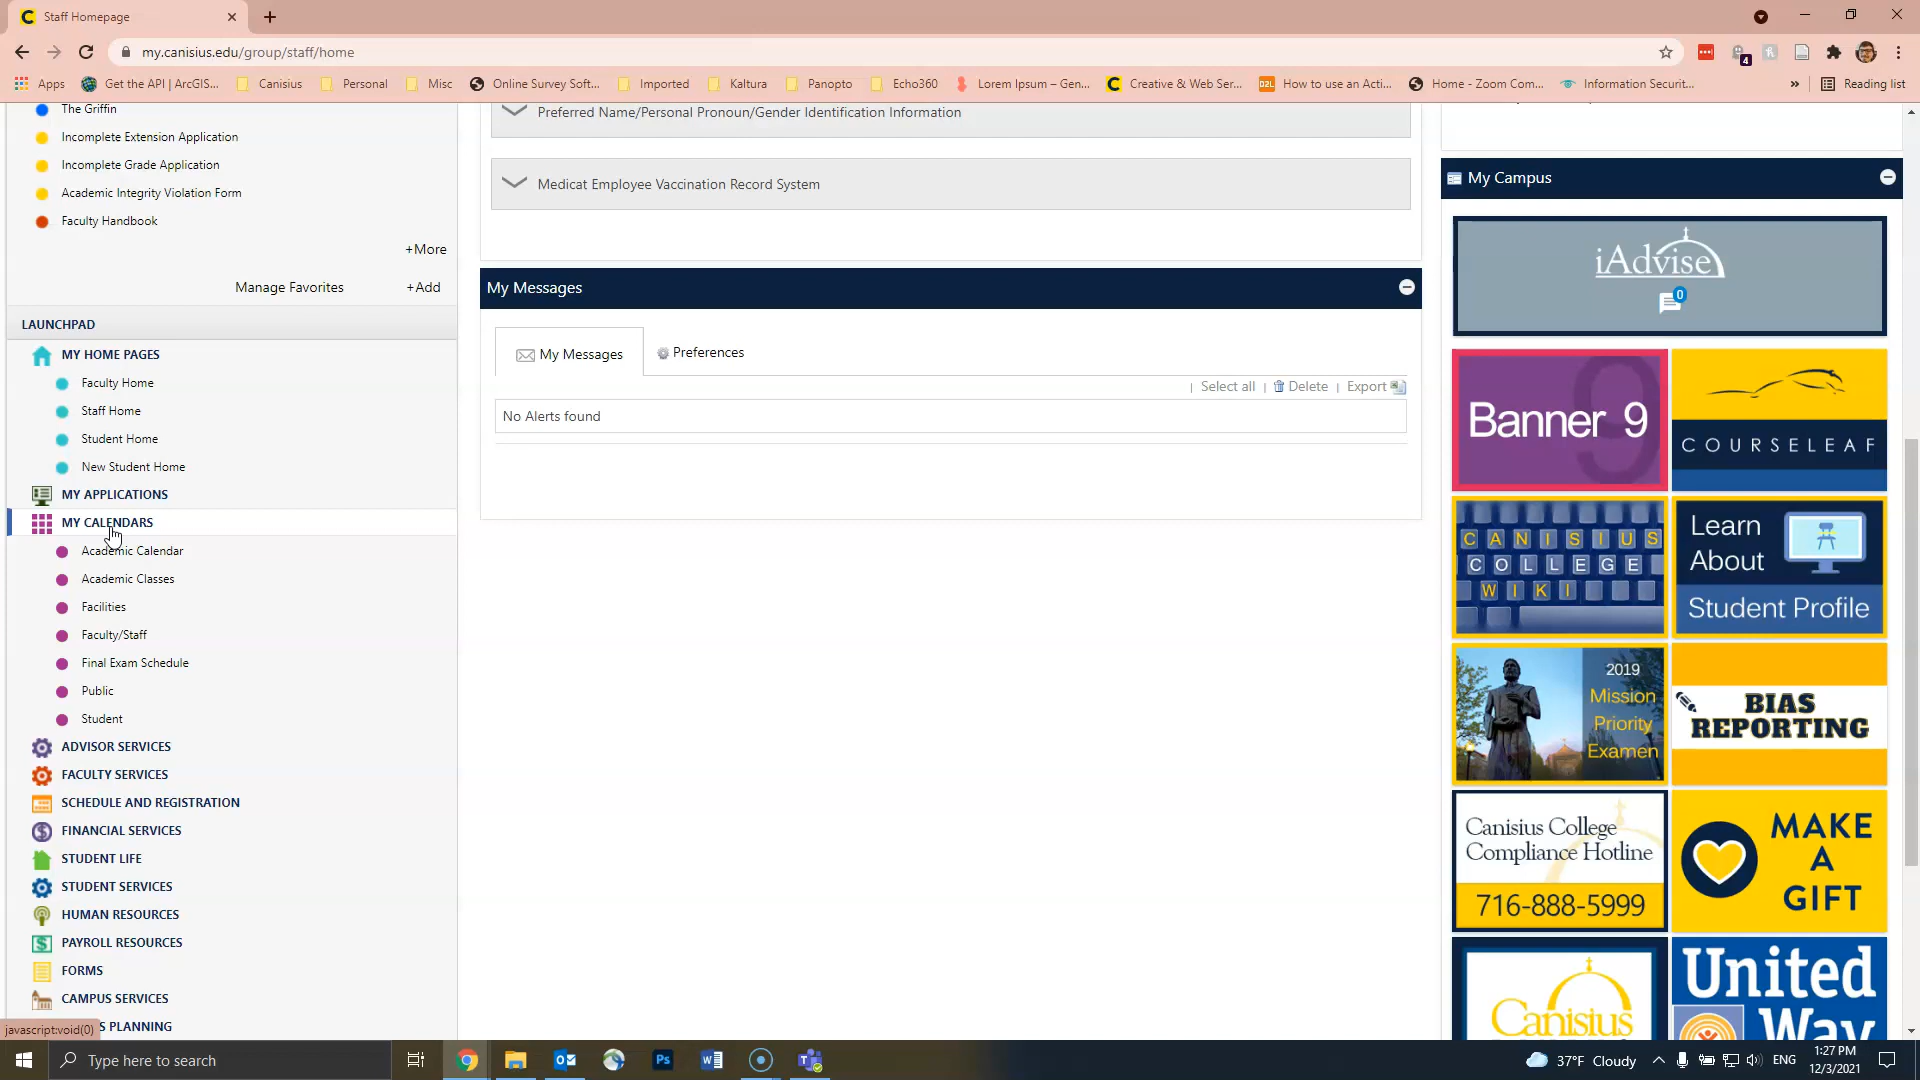 Staff Homepage
my.canisius.edu/group/staff/home
Apps
Get the API | ArcGIS...
Canisius
Personal
Misc
Online Survey Soft...
Imported
Kaltura
Panopto
Echo360
Lorem Ipsum – Gen...
Creative & Web Ser...
D2L
How to use an Acti...
Home - Zoom Com...
Information Securit...
»
Reading list
4
The Griffin
Incomplete Extension Application
Incomplete Grade Application
Academic Integrity Violation Form
Faculty Handbook
+More
Manage Favorites
+Add
LAUNCHPAD
MY HOME PAGES
Faculty Home
Staff Home
Student Home
New Student Home
MY APPLICATIONS
MY CALENDARS
Academic Calendar
Academic Classes
Facilities
Faculty/Staff
Final Exam Schedule
Public
Student
ADVISOR SERVICES
FACULTY SERVICES
SCHEDULE AND REGISTRATION
FINANCIAL SERVICES
STUDENT LIFE
STUDENT SERVICES
HUMAN RESOURCES
PAYROLL RESOURCES
FORMS
CAMPUS SERVICES
S PLANNING
javascript:void(0)
Preferred Name/Personal Pronoun/Gender Identification Information
Medicat Employee Vaccination Record System
My Messages
My Messages
Preferences
| Select all | Delete | Export
No Alerts found
My Campus
iAdvise
0
Banner 9
COURSELEAF
CANISIUS
COLLEGE
WIKI
Learn
About
Student Profile
2019
Mission
Priority
Examen
BIAS
REPORTING
Canisius College
Compliance Hotline
716-888-5999
MAKE
A
GIFT
Canisius
United
Way
Type here to search
37°F Cloudy
ENG
1:27 PM
12/3/2021